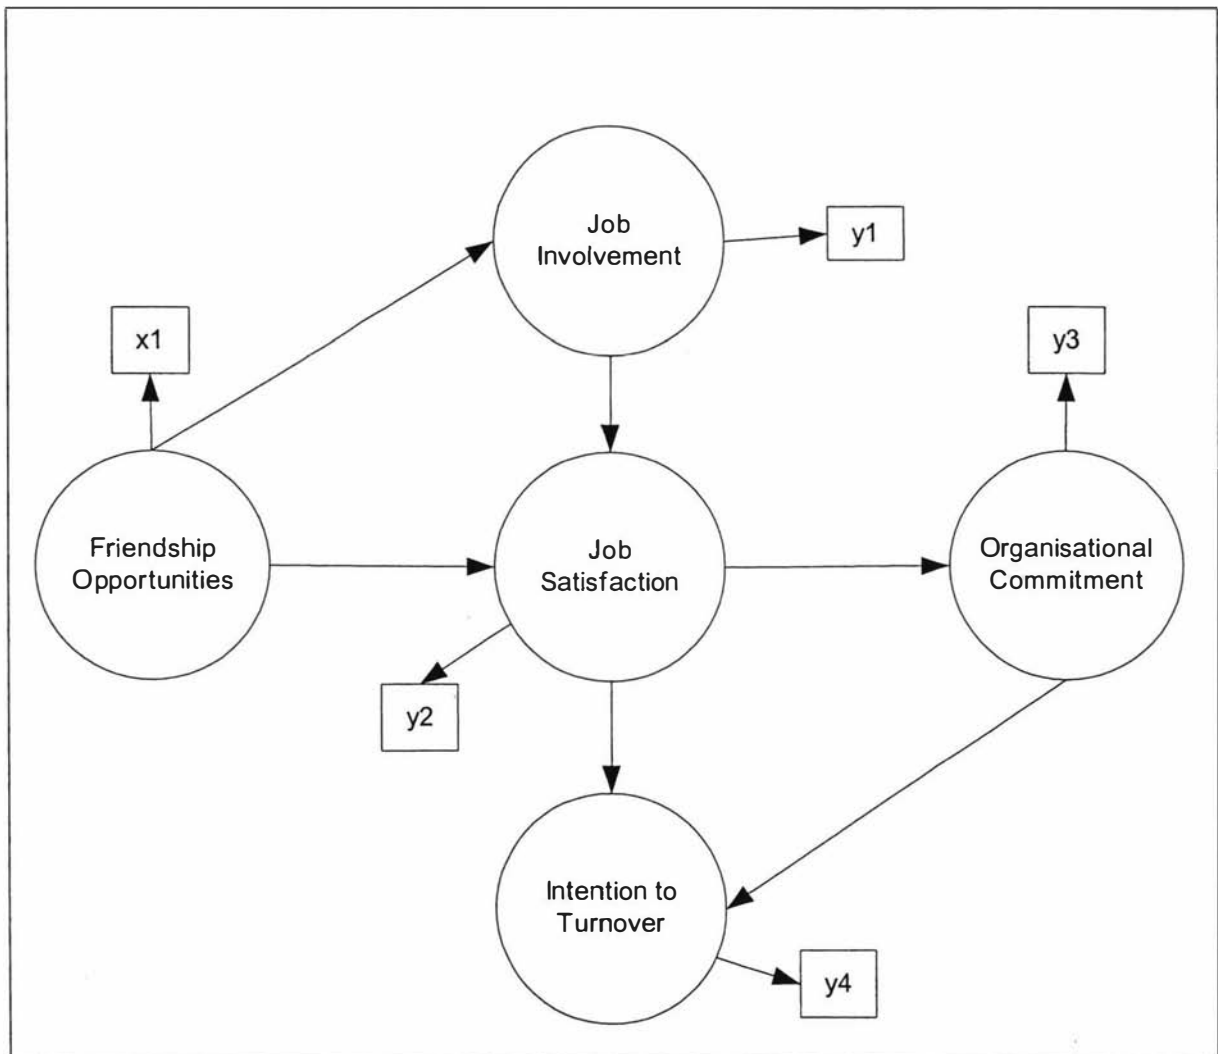 Job
Involvement
y1
x1
y3
Friendship
Opportunities
Job
Satisfaction
Organisational
Commitment
y2
Intention to
Turnover
y4